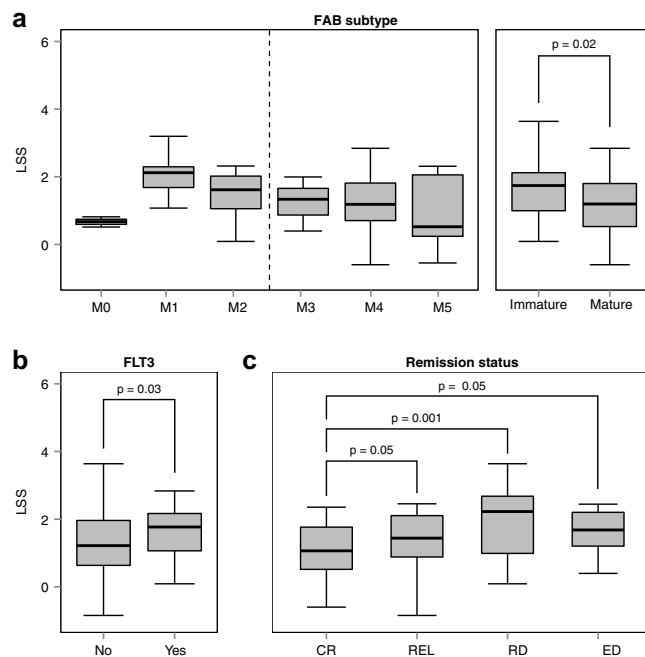 a
FAB subtype
6
4
2
0
LSS
p = 0.02
M0 M1 M2 M3 M4 M5
Immature Mature
b
FLT3
6
4
2
0
LSS
p = 0.03
No Yes
c
Remission status
p = 0.05
p = 0.001
p = 0.05
CR REL RD ED